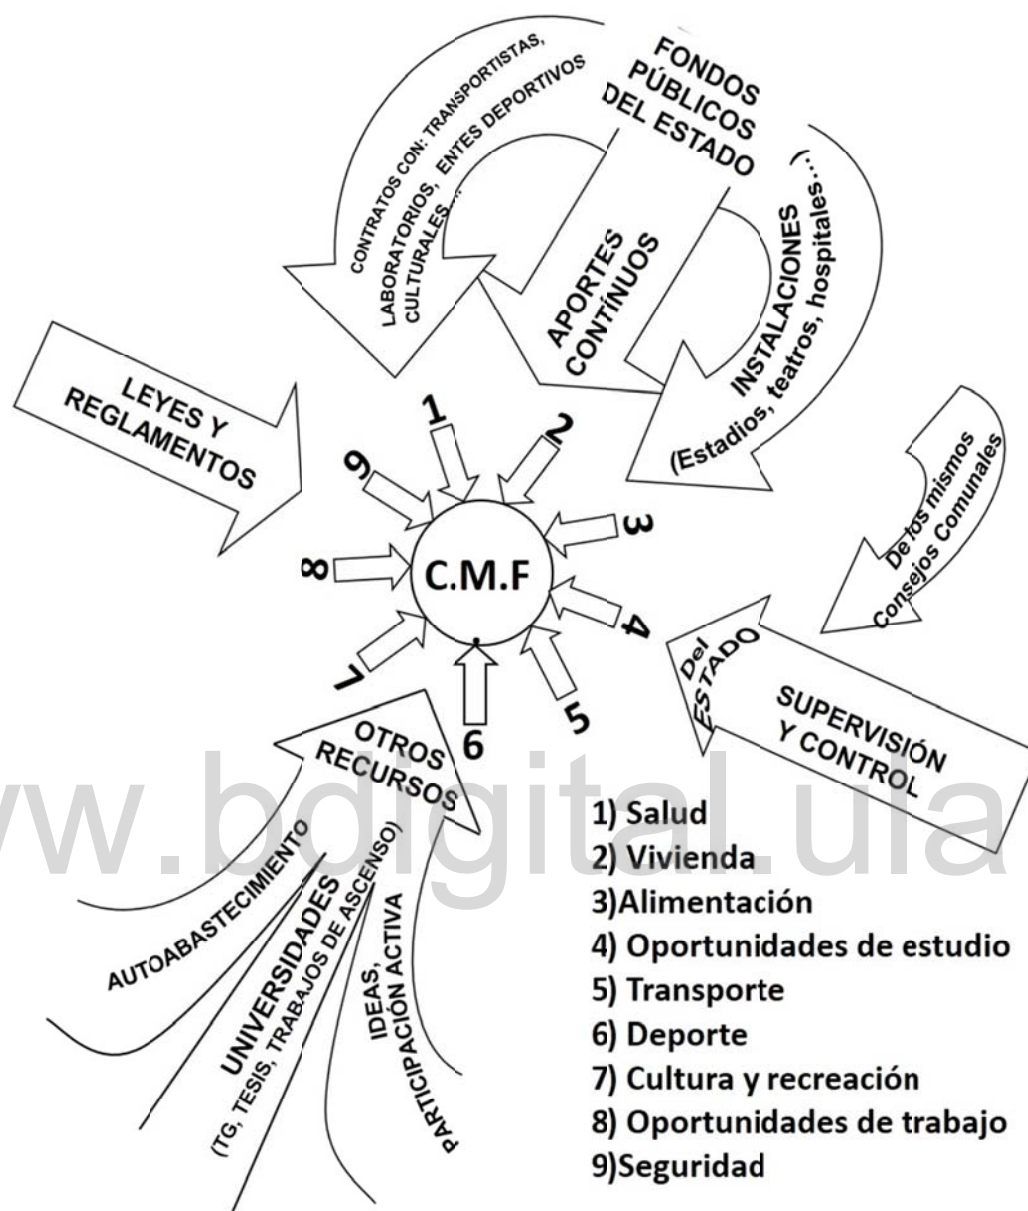 FONDOS
PÚBLICOS
DEL ESTADO
CONTRATOS CON: TRANSPORTISTAS,
LABORATORIOS, ENTES DEPORTIVOS
CULTURALES...
APORTES
CONTÍNUOS
INSTALACIONES
(Estadios, teatros, hospitales...)
LEYES Y
REGLAMENTOS
De los mismos
Consejos Comunales
1
2
3
4
5
6
7
8
9
C.M.F
Del
ESTADO
SUPERVISIÓN
Y CONTROL
OTROS
RECURSOS
AUTOABASTECIMIENTO
UNIVERSIDADES
(TG, TESIS, TRABAJOS DE ASCENSO)
IDEAS,
PARTICIPACIÓN ACTIVA
w.bdigital.ula
1) Salud
2) Vivienda
3)Alimentación
4) Oportunidades de estudio
5) Transporte
6) Deporte
7) Cultura y recreación
8) Oportunidades de trabajo
9)Seguridad